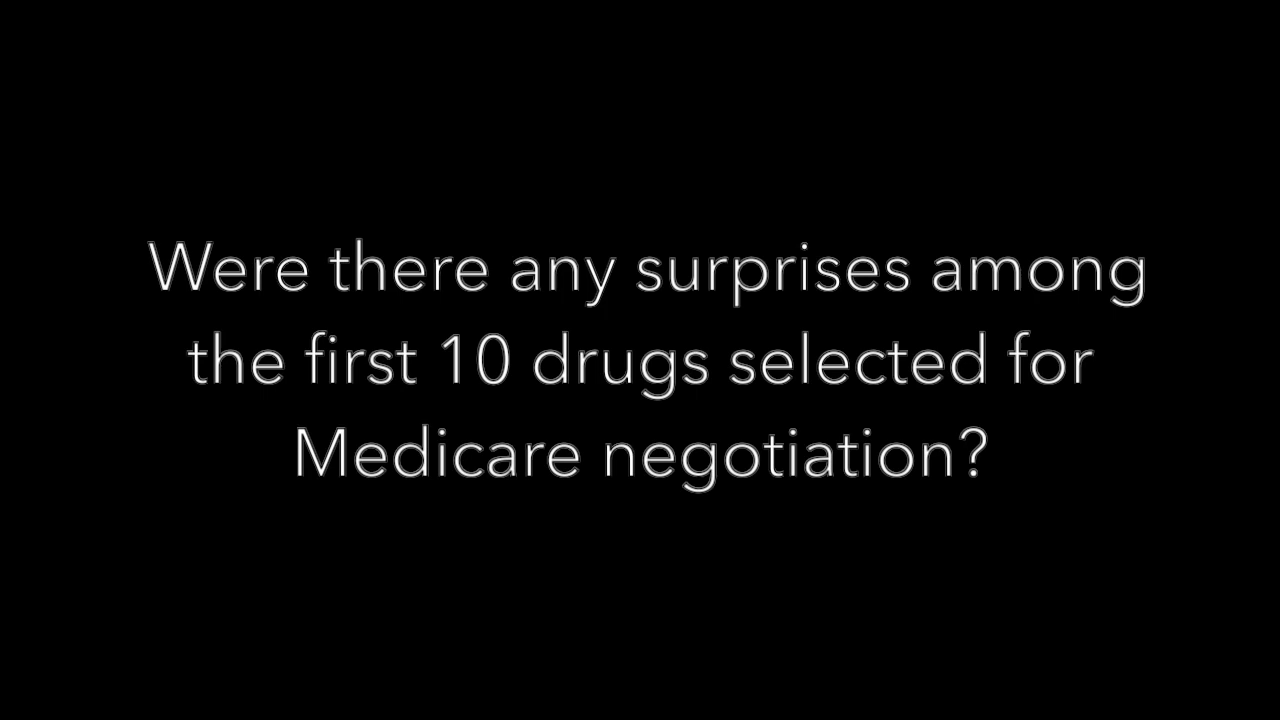 Were there any surprises among
the first 10 drugs selected for
Medicare negotiation?